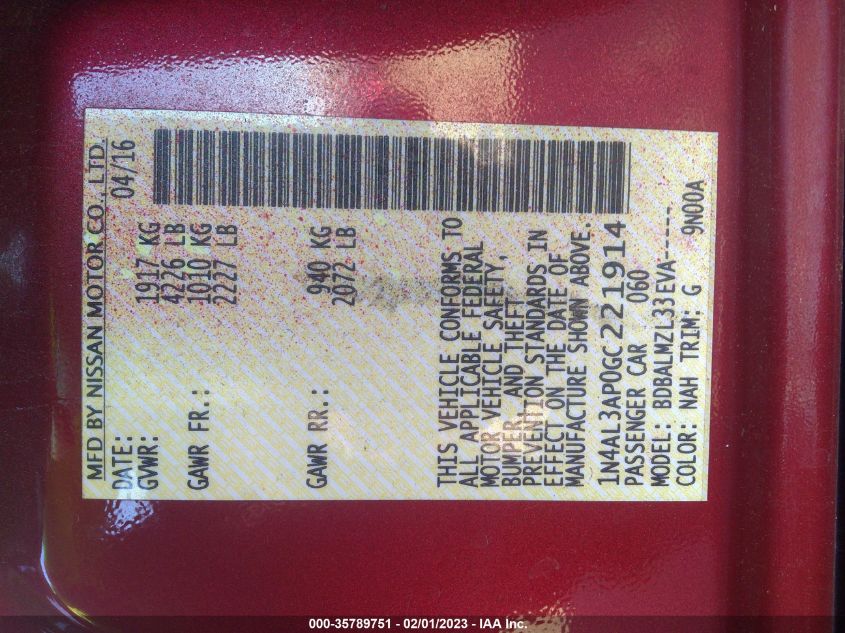 MFD BY NISSAN MOTOR CO., LTD.
DATE: 04/16
GVWR: 1917 KG
4226 LB
GAWR FR.: 1010 KG
2227 LB
GAWR RR.: 940 KG
2072 LB
THIS VEHICLE CONFORMS TO
ALL APPLICABLE FEDERAL
MOTOR VEHICLE SAFETY,
BUMPER, AND THEFT
PREVENTION STANDARDS IN
EFFECT ON THE DATE OF
MANUFACTURE SHOWN ABOVE.
1N4AL3AP0GC221914
PASSENGER CAR 060
MODEL: BDBALMZL33EVA-----
COLOR: NAH TRIM: G 9N00A
000-35789751 - 02/01/2023 - IAA Inc.